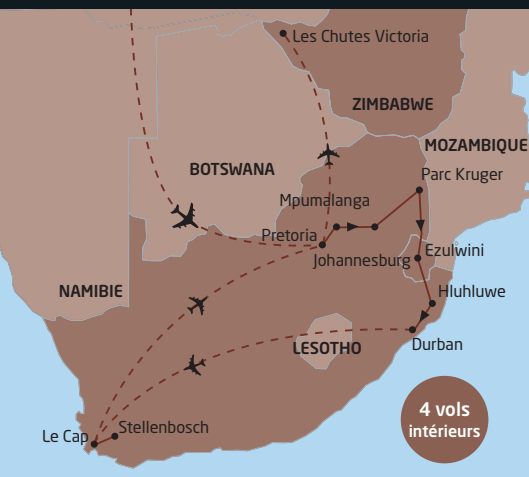 Les Chutes Victoria
ZIMBABWE
MOZAMBIQUE
BOTSWANA
Parc Kruger
Mpumalanga
Pretoria
Johannesburg
Ezulwini
NAMIBIE
Hluhluwe
LESOTHO
Durban
4 vols
intérieurs
Stellenbosch
Le Cap